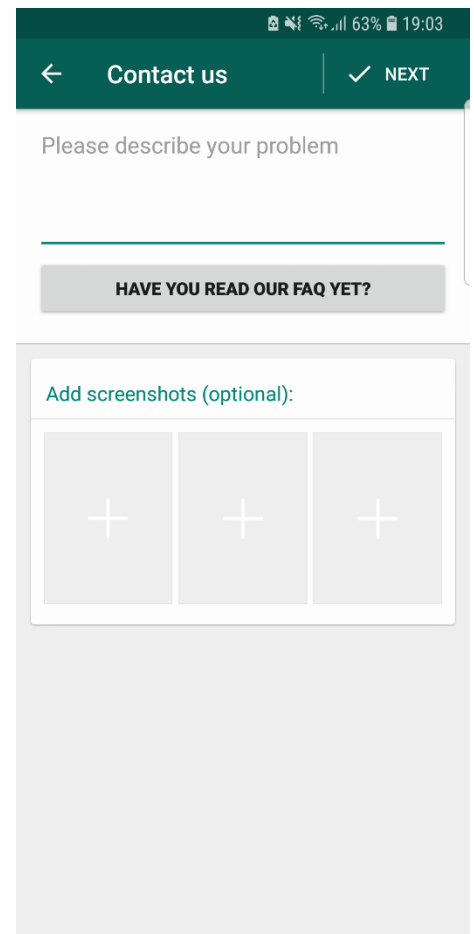 63% 19:03
Contact us NEXT
Please describe your problem
HAVE YOU READ OUR FAQ YET?
Add screenshots (optional):